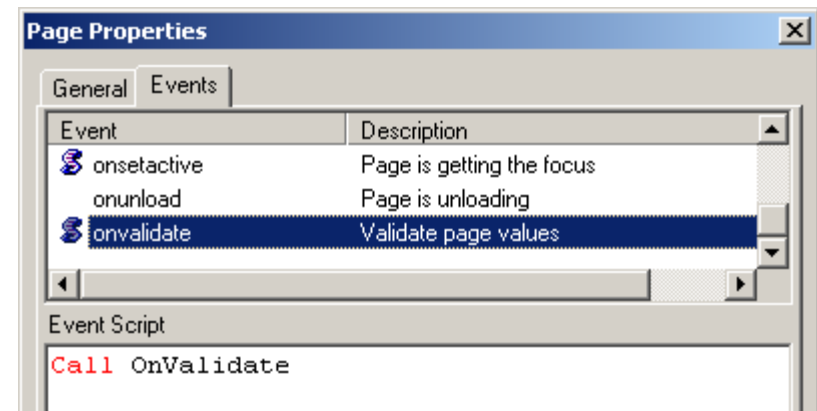 Page Properties
General Events
Event Description
onsetactive Page is getting the focus
onunload Page is unloading
onvalidate Validate page values
Event Script
Call OnValidate